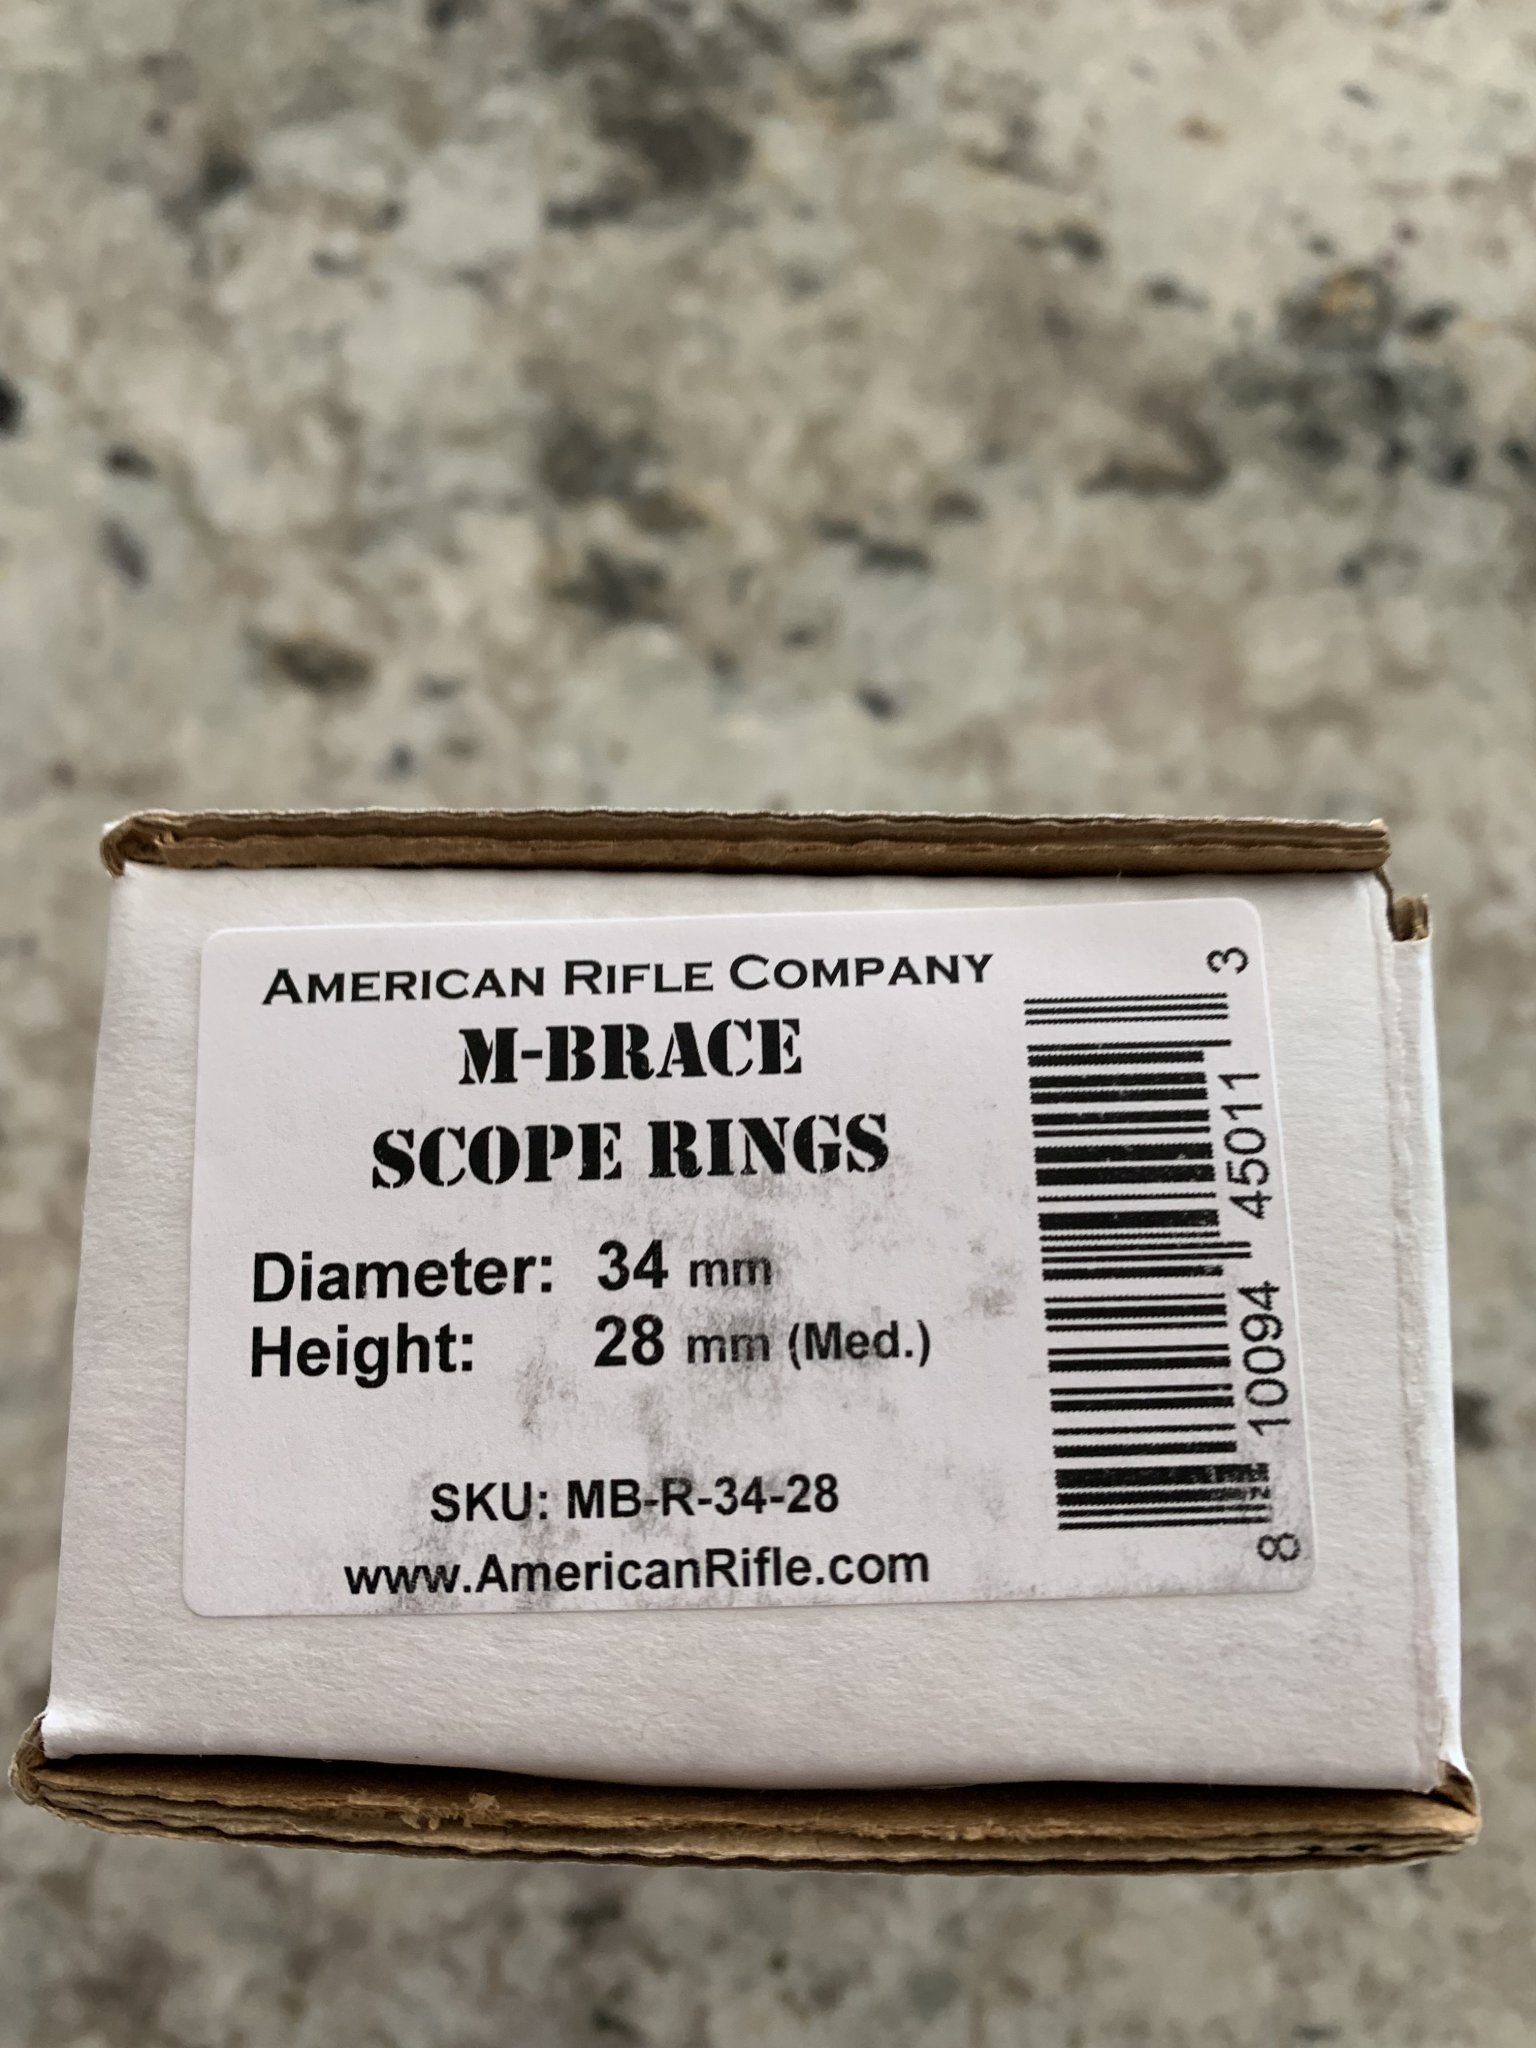 AMERICAN RIFLE COMPANY
M-BRACE
SCOPE RINGS
Diameter: 34 mm
Height: 28 mm (Med.)
SKU: MB-R-34-28
www.AmericanRifle.com
8 10094 45011 3